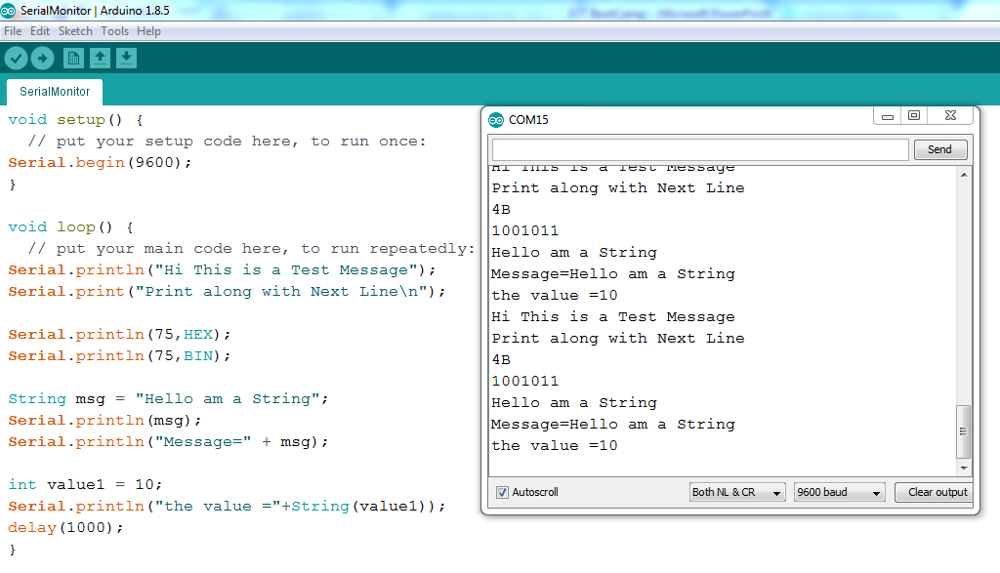 SerialMonitor | Arduino 1.8.5
File Edit Sketch Tools Help
SerialMonitor
void setup() {
  // put your setup code here, to run once:
Serial.begin(9600);
}
void loop() {
  // put your main code here, to run repeatedly:
Serial.println("Hi This is a Test Message");
Serial.print("Print along with Next Line\n");
Serial.println(75,HEX);
Serial.println(75,BIN);
String msg = "Hello am a String";
Serial.println(msg);
Serial.println("Message=" + msg);
int value1 = 10;
Serial.println("the value ="+String(value1));
delay(1000);
}
COM15
Send
Hi This is a Test Message
Print along with Next Line
4B
1001011
Hello am a String
Message=Hello am a String
the value =10
Hi This is a Test Message
Print along with Next Line
4B
1001011
Hello am a String
Message=Hello am a String
the value =10
Autoscroll
Both NL & CR
9600 baud
Clear output